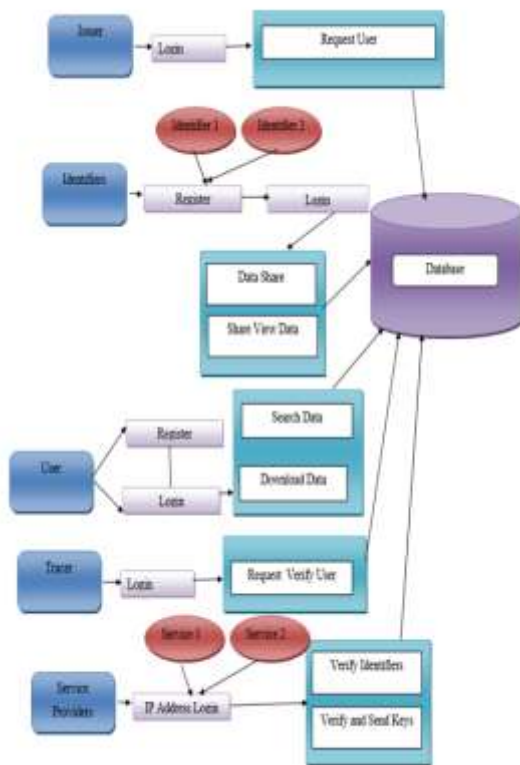 Issuer
Login
Request User
Identifier 1
Identifier 2
Identifiers
Register
Login
Database
Data Share
Share View Data
Search Data
Register
User
Login
Download Data
Tracer
Login
Request Verify User
Service 1
Service 2
Verify Identifiers
Service
Providers
IP Address Login
Verify and Send Keys